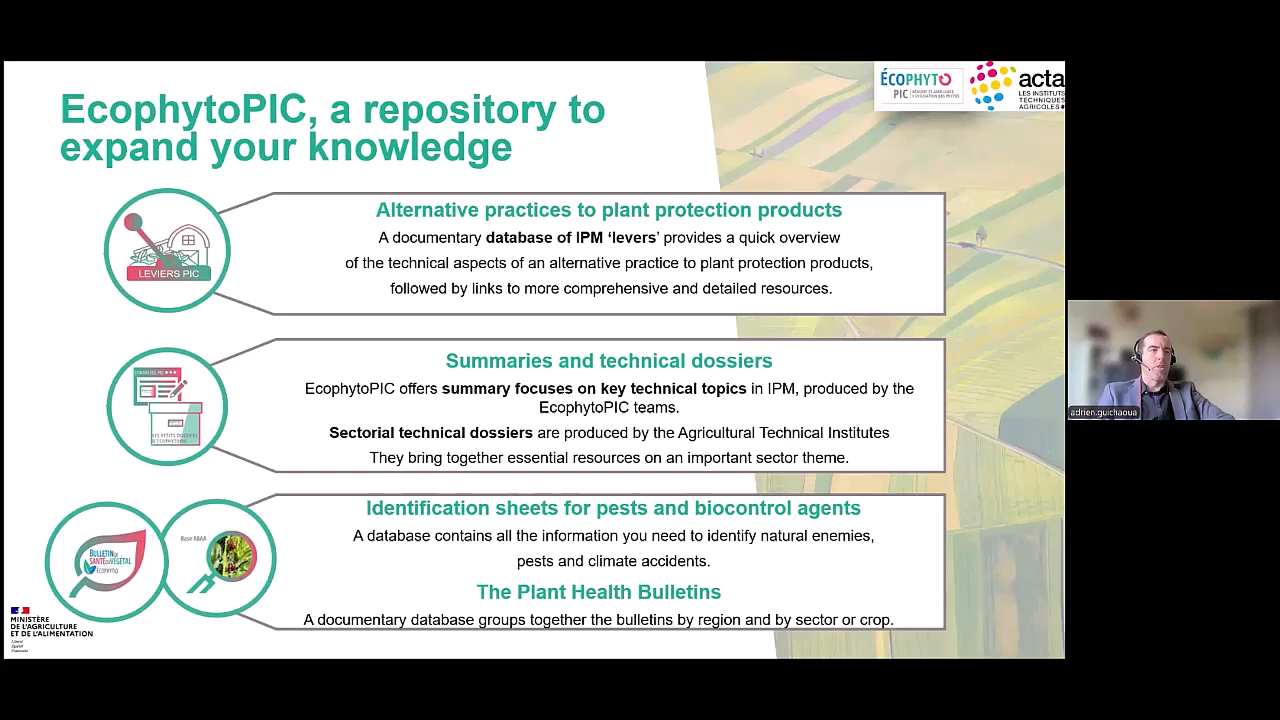 EcophytoPIC, a repository to
expand your knowledge
ÉCOPHYTO
PIC
acta
LES INSTITUTS
TECHNIQUES
AGRICOLES
LEVIERS PIC
Alternative practices to plant protection products
A documentary database of IPM ‘levers’ provides a quick overview
of the technical aspects of an alternative practice to plant protection products,
followed by links to more comprehensive and detailed resources.
Summaries and technical dossiers
EcophytoPIC offers summary focuses on key technical topics in IPM, produced by the
EcophytoPIC teams.
Sectorial technical dossiers are produced by the Agricultural Technical Institutes
They bring together essential resources on an important sector theme.
BULLETIN DE
SANTÉ DU VÉGÉTAL
ÉCOPHYTO
Base ABAA
Identification sheets for pests and biocontrol agents
A database contains all the information you need to identify natural enemies,
pests and climate accidents.
The Plant Health Bulletins
A documentary database groups together the bulletins by region and by sector or crop.
MINISTÈRE
DE L'AGRICULTURE
ET DE L'ALIMENTATION
Liberté
Égalité
Fraternité
adrien.guichaoua